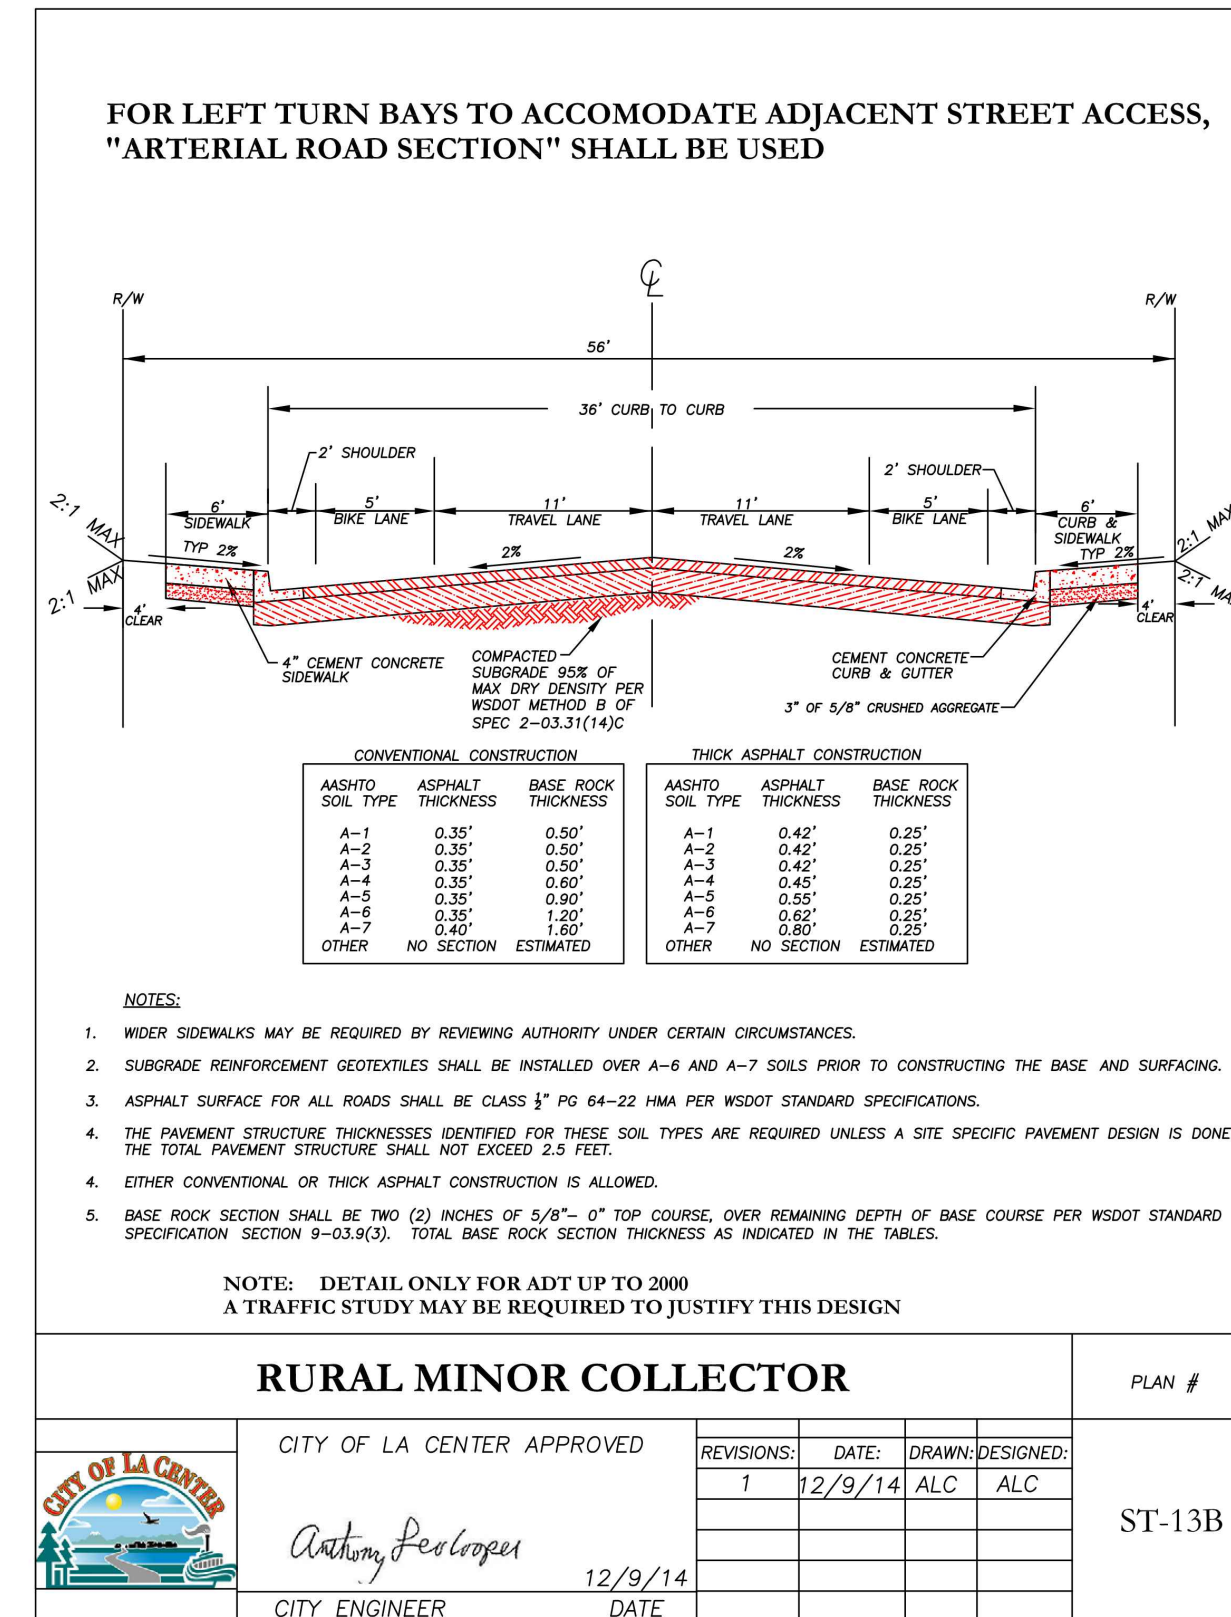 FOR LEFT TURN BAYS TO ACCOMODATE ADJACENT STREET ACCESS,
"ARTERIAL ROAD SECTION" SHALL BE USED
℄
R/W
R/W
56'
36' CURB TO CURB
2' SHOULDER
2' SHOULDER
6'
SIDEWALK
5'
BIKE LANE
11'
TRAVEL LANE
11'
TRAVEL LANE
5'
BIKE LANE
6'
CURB &
SIDEWALK
2:1 MAX
2:1 MAX
TYP 2%
2%
2%
TYP 2%
2:1 MAX
2:1 MAX
4'
CLEAR
4'
CLEAR
4" CEMENT CONCRETE
SIDEWALK
COMPACTED
SUBGRADE 95% OF
MAX DRY DENSITY PER
WSDOT METHOD B OF
SPEC 2-03.31(14)C
CEMENT CONCRETE
CURB & GUTTER
3" OF 5/8" CRUSHED AGGREGATE
CONVENTIONAL CONSTRUCTION
AASHTO ASPHALT BASE ROCK
SOIL TYPE THICKNESS THICKNESS
A-1 0.35' 0.50'
A-2 0.35' 0.50'
A-3 0.35' 0.50'
A-4 0.35' 0.60'
A-5 0.35' 0.90'
A-6 0.35' 1.20'
A-7 0.40' 1.60'
OTHER NO SECTION ESTIMATED
THICK ASPHALT CONSTRUCTION
AASHTO ASPHALT BASE ROCK
SOIL TYPE THICKNESS THICKNESS
A-1 0.42' 0.25'
A-2 0.42' 0.25'
A-3 0.42' 0.25'
A-4 0.45' 0.25'
A-5 0.55' 0.25'
A-6 0.62' 0.25'
A-7 0.80' 0.25'
OTHER NO SECTION ESTIMATED
NOTES:
1. WIDER SIDEWALKS MAY BE REQUIRED BY REVIEWING AUTHORITY UNDER CERTAIN CIRCUMSTANCES.
2. SUBGRADE REINFORCEMENT GEOTEXTILES SHALL BE INSTALLED OVER A-6 AND A-7 SOILS PRIOR TO CONSTRUCTING THE BASE AND SURFACING.
3. ASPHALT SURFACE FOR ALL ROADS SHALL BE CLASS ½" PG 64-22 HMA PER WSDOT STANDARD SPECIFICATIONS.
4. THE PAVEMENT STRUCTURE THICKNESSES IDENTIFIED FOR THESE SOIL TYPES ARE REQUIRED UNLESS A SITE SPECIFIC PAVEMENT DESIGN IS DONE
THE TOTAL PAVEMENT STRUCTURE SHALL NOT EXCEED 2.5 FEET.
4. EITHER CONVENTIONAL OR THICK ASPHALT CONSTRUCTION IS ALLOWED.
5. BASE ROCK SECTION SHALL BE TWO (2) INCHES OF 5/8"- 0" TOP COURSE, OVER REMAINING DEPTH OF BASE COURSE PER WSDOT STANDARD
SPECIFICATION SECTION 9-03.9(3). TOTAL BASE ROCK SECTION THICKNESS AS INDICATED IN THE TABLES.
NOTE: DETAIL ONLY FOR ADT UP TO 2000
A TRAFFIC STUDY MAY BE REQUIRED TO JUSTIFY THIS DESIGN
RURAL MINOR COLLECTOR
PLAN #
CITY OF LA CENTER
CITY OF LA CENTER APPROVED
12/9/14
CITY ENGINEER DATE
REVISIONS: DATE: DRAWN: DESIGNED:
1 12/9/14 ALC ALC
ST-13B